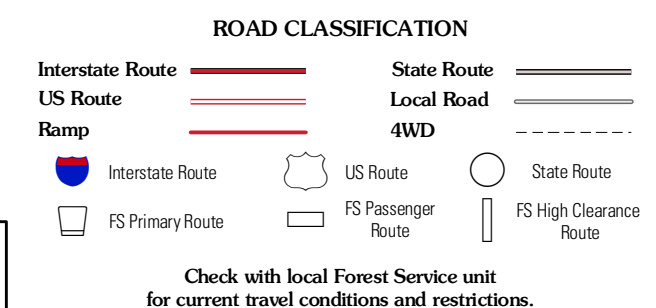 ROAD CLASSIFICATION
Interstate Route
State Route
US Route
Local Road
Ramp
4WD
Interstate Route
US Route
State Route
FS Primary Route
FS Passenger
Route
FS High Clearance
Route
Check with local Forest Service unit
for current travel conditions and restrictions.